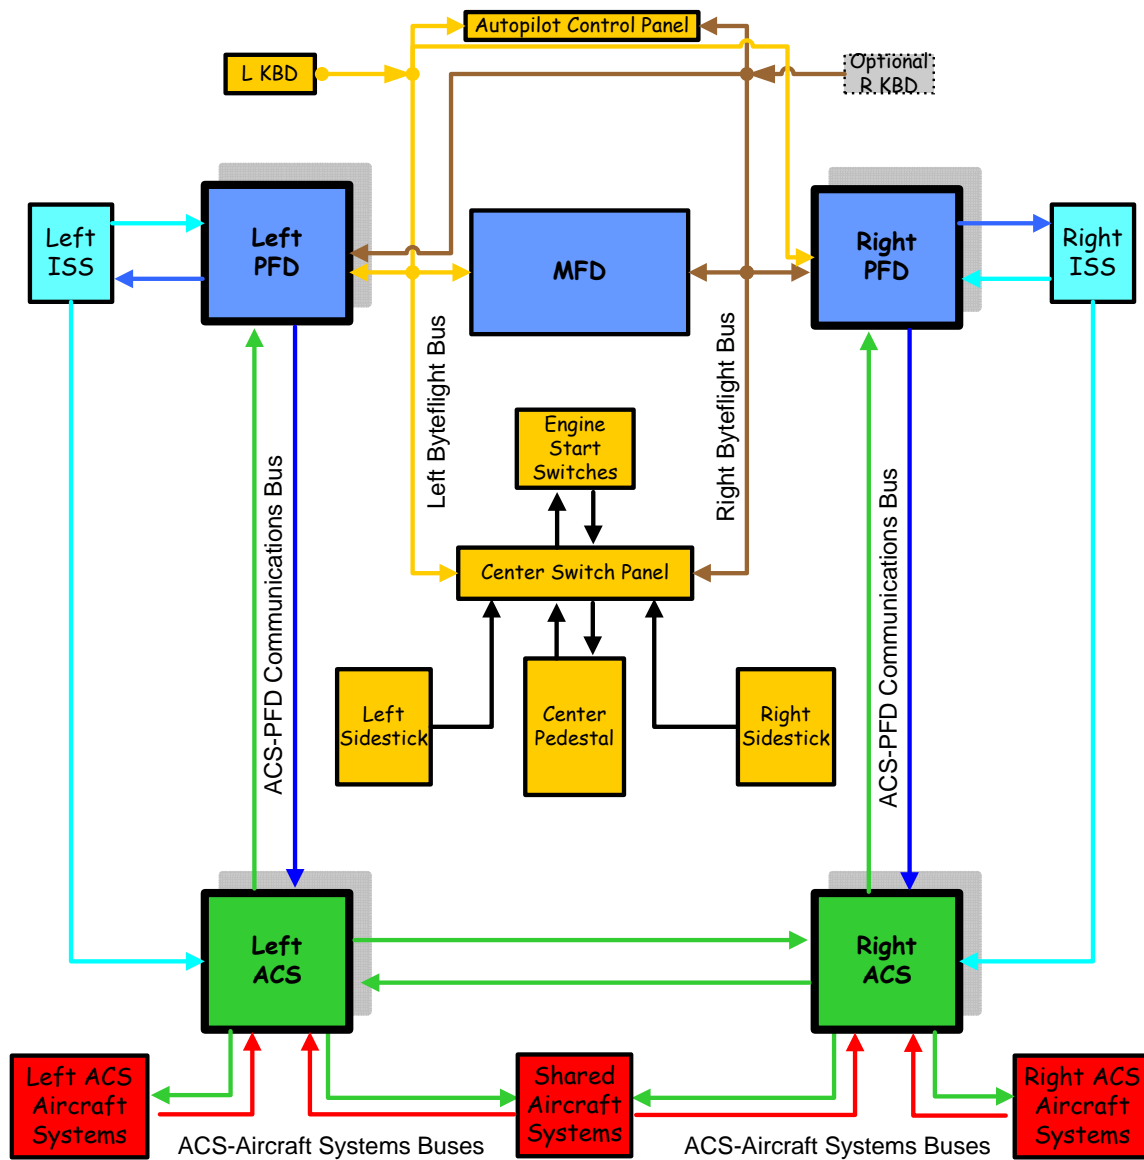 Autopilot Control Panel
L KBD
Optional
R KBD
Left
ISS
Left
PFD
MFD
Right
PFD
Right
ISS
Left Byteflight Bus
Right Byteflight Bus
Engine
Start
Switches
ACS-PFD Communications Bus
ACS-PFD Communications Bus
Center Switch Panel
Left
Sidestick
Center
Pedestal
Right
Sidestick
Left
ACS
Right
ACS
Left ACS
Aircraft
Systems
Shared
Aircraft
Systems
Right ACS
Aircraft
Systems
ACS-Aircraft Systems Buses
ACS-Aircraft Systems Buses